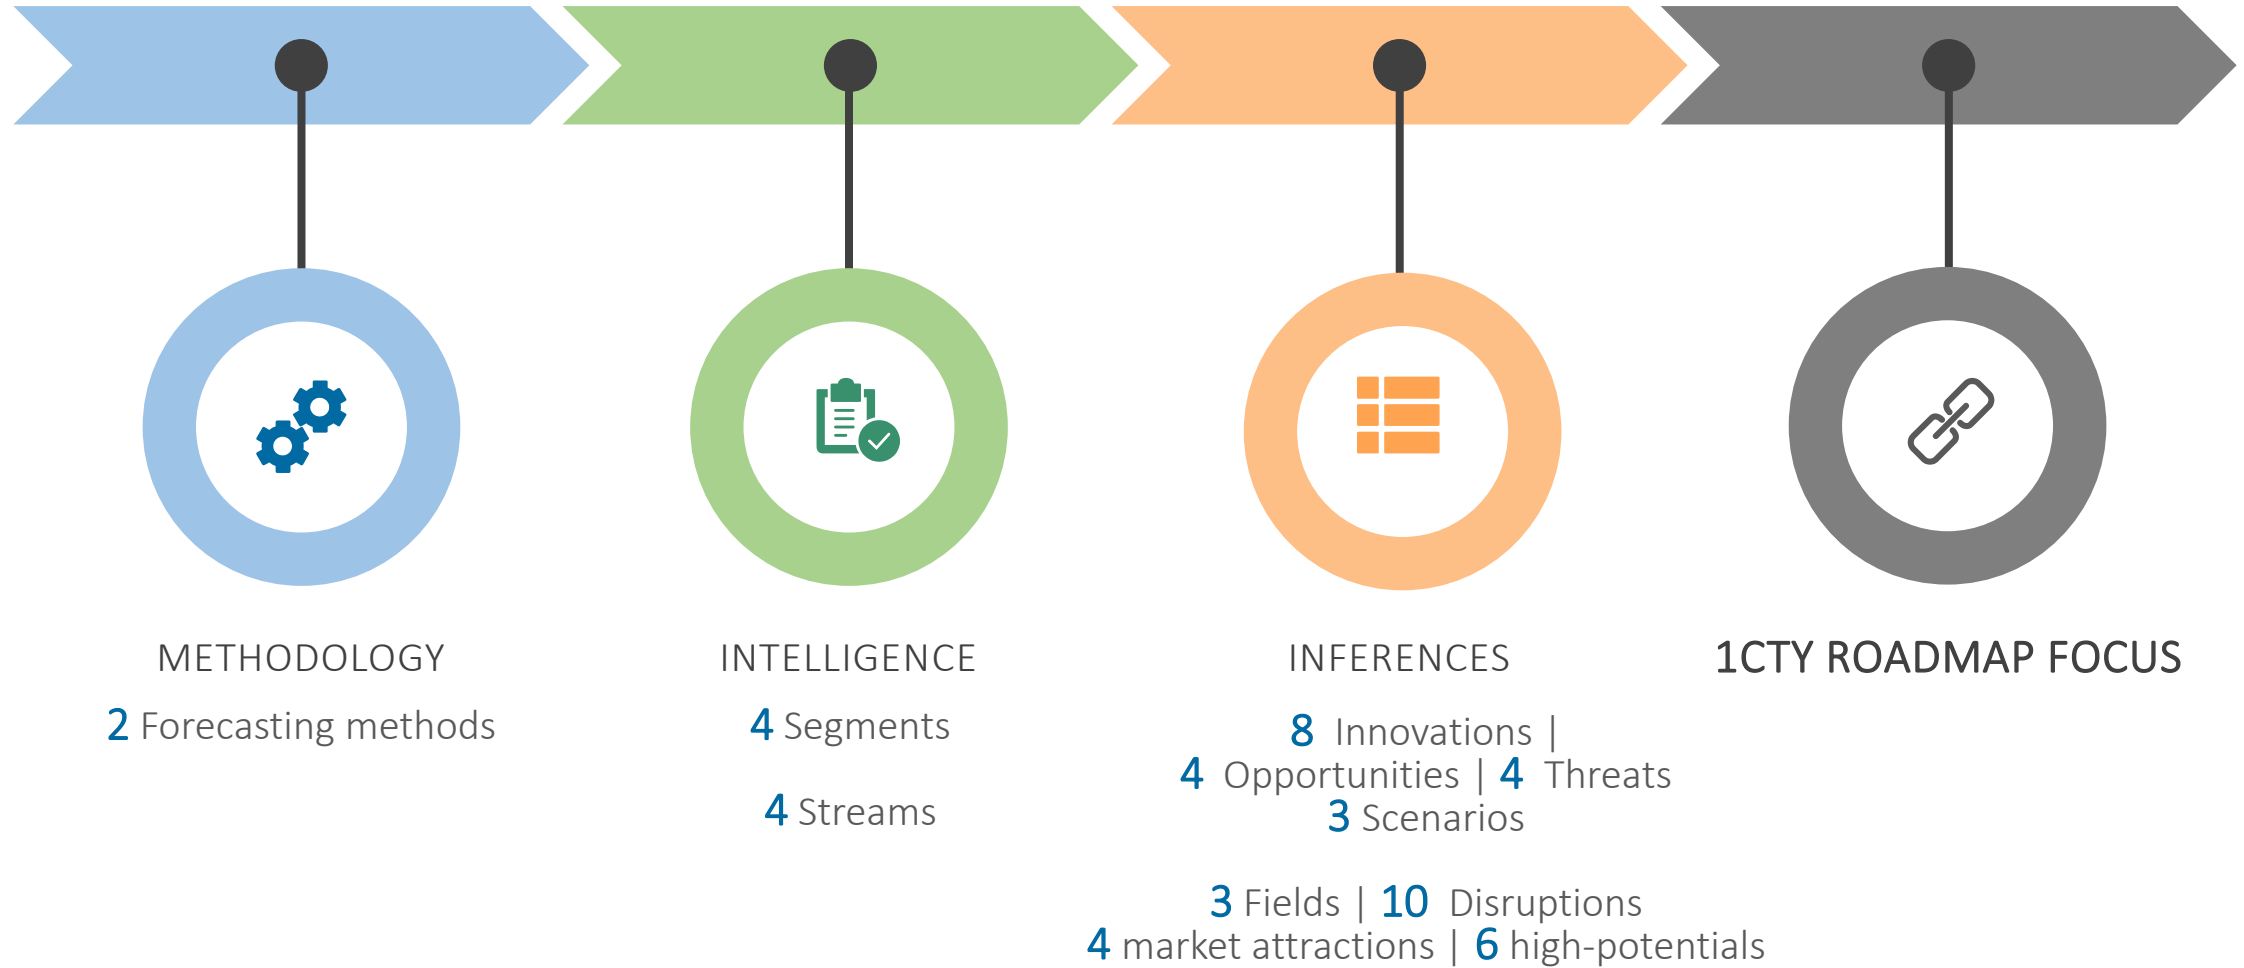 METHODOLOGY
2 Forecasting methods
INTELLIGENCE
4 Segments
4 Streams
INFERENCES
8 Innovations |
4 Opportunities | 4 Threats
3 Scenarios
3 Fields | 10 Disruptions
4 market attractions | 6 high-potentials
1CTY ROADMAP FOCUS